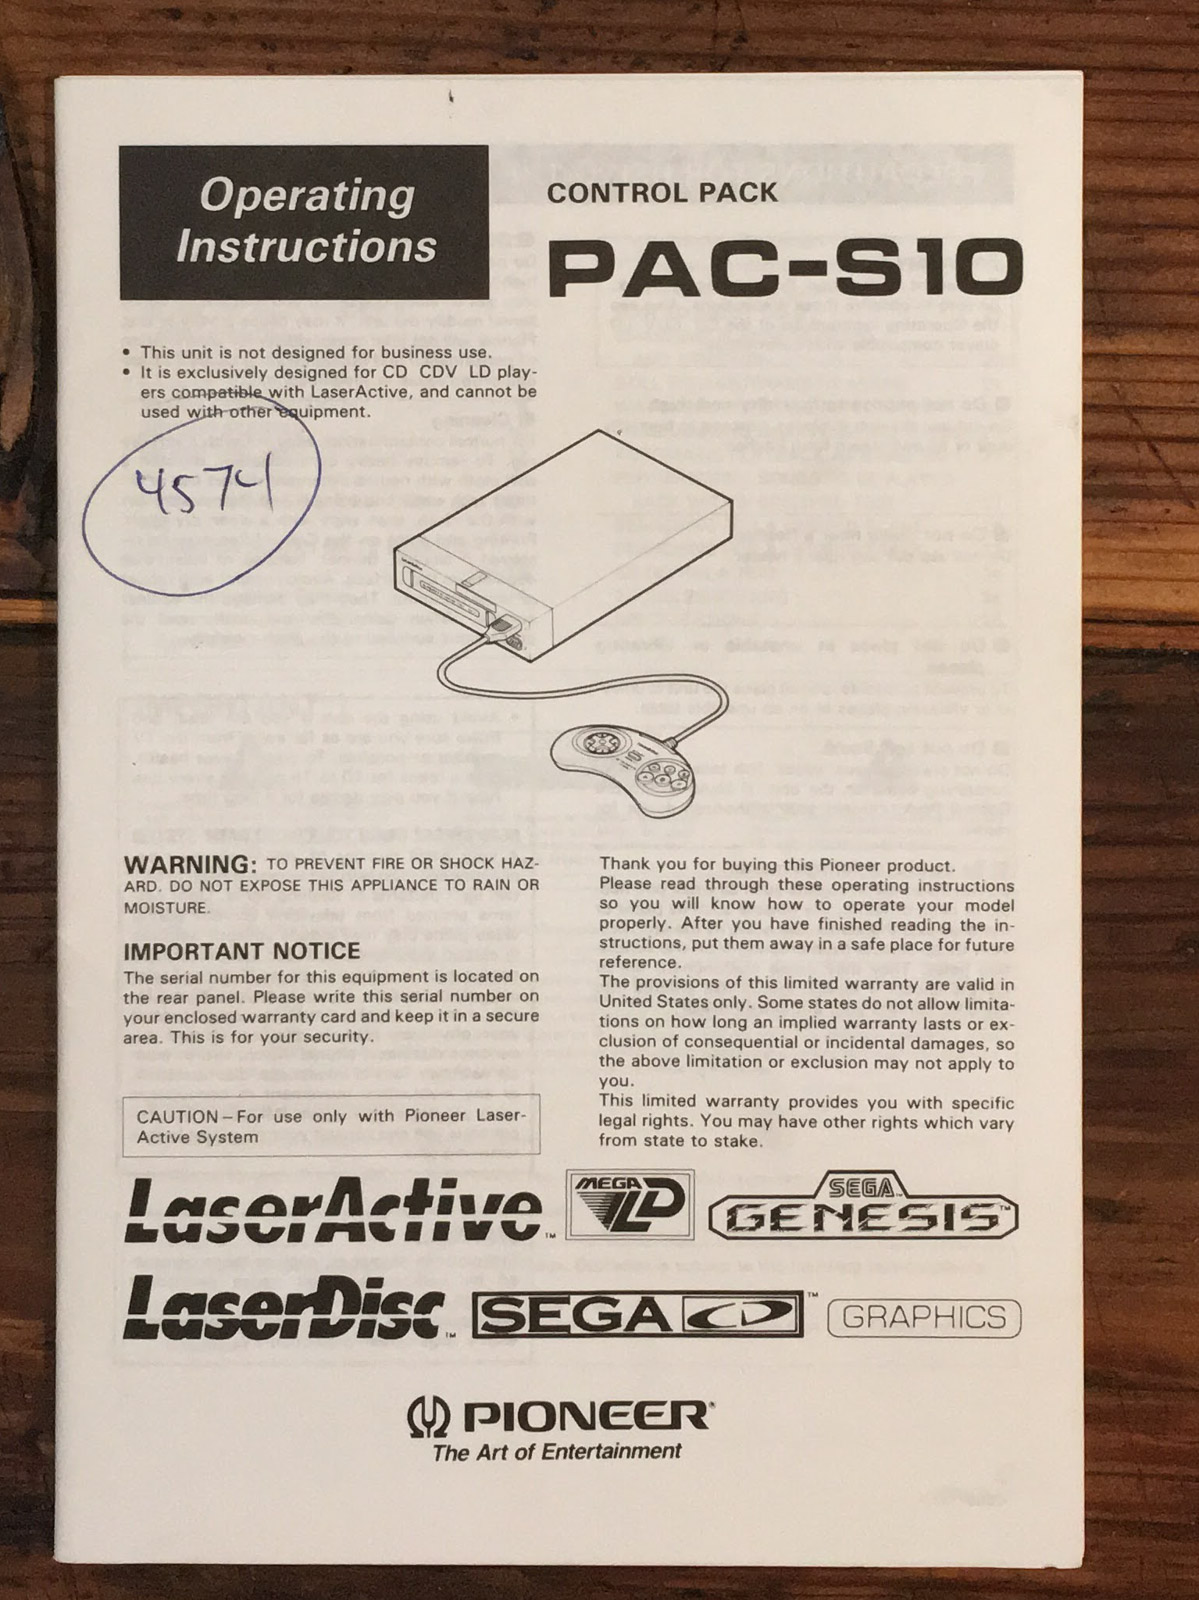 Operating
Instructions
CONTROL PACK
PAC-S10
• This unit is not designed for business use.
• It is exclusively designed for CD CDV LD play-
ers compatible with LaserActive, and cannot be
used with other equipment.
4574
WARNING: TO PREVENT FIRE OR SHOCK HAZ-
ARD. DO NOT EXPOSE THIS APPLIANCE TO RAIN OR
MOISTURE.
IMPORTANT NOTICE
The serial number for this equipment is located on
the rear panel. Please write this serial number on
your enclosed warranty card and keep it in a secure
area. This is for your security.
CAUTION – For use only with Pioneer Laser-
Active System
Thank you for buying this Pioneer product.
Please read through these operating instructions
so you will know how to operate your model
properly. After you have finished reading the in-
structions, put them away in a safe place for future
reference.
The provisions of this limited warranty are valid in
United States only. Some states do not allow limita-
tions on how long an implied warranty lasts or ex-
clusion of consequential or incidental damages, so
the above limitation or exclusion may not apply to
you.
This limited warranty provides you with specific
legal rights. You may have other rights which vary
from state to stake.
LaserActive™
MEGA LD
SEGA™
GENESIS™
LaserDisc™
SEGA CD™
GRAPHICS
PIONEER®
The Art of Entertainment